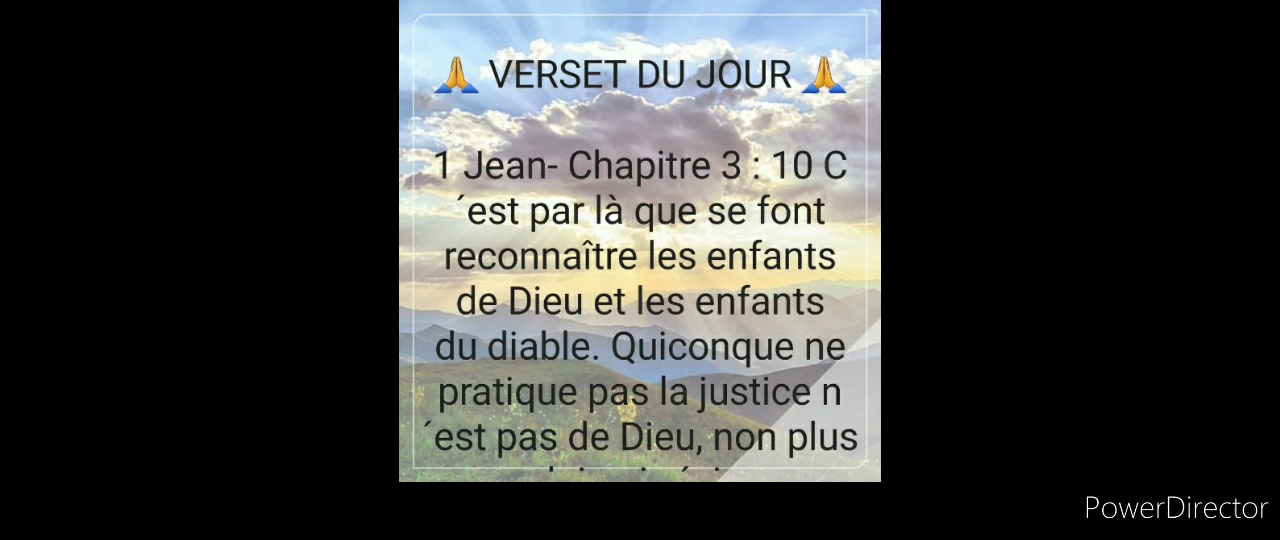 🙏 VERSET DU JOUR 🙏
1 Jean- Chapitre 3 : 10 C
´est par là que se font
reconnaître les enfants
de Dieu et les enfants
du diable. Quiconque ne
pratique pas la justice n
´est pas de Dieu, non plus
PowerDirector